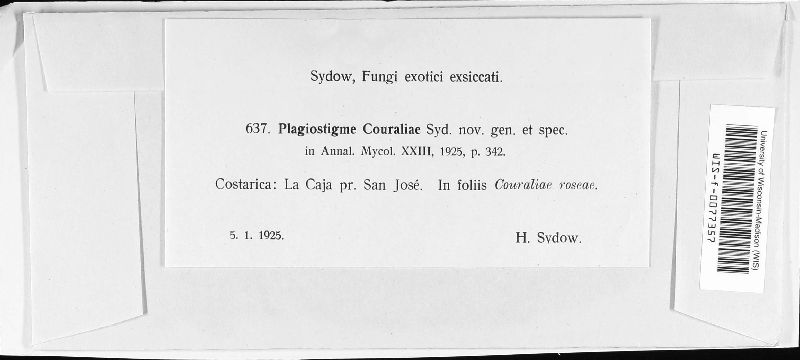 Sydow, Fungi exotici exsiccati.
637. Plagiostigme Couraliae Syd. nov. gen. et spec.
in Annal. Mycol. XXIII, 1925, p. 342.
Costarica: La Caja pr. San José. In foliis Couraliae roseae.
5. 1. 1925.
H. Sydow.
University of Wisconsin-Madison (WIS)
WIS-f-0077357